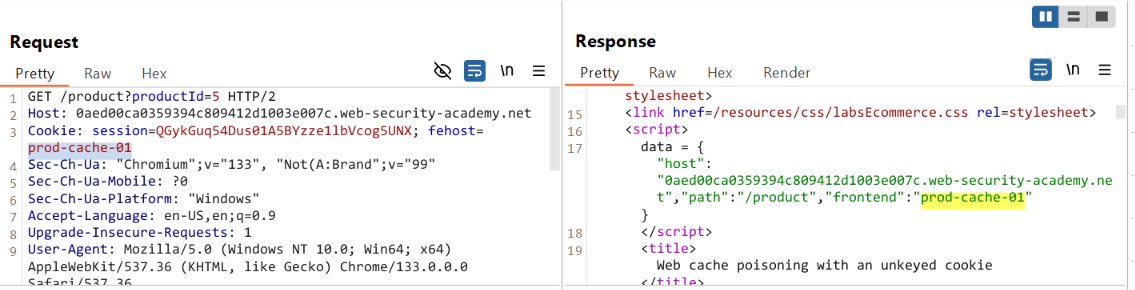 Request
Pretty Raw Hex
\n
1 GET /product?productId=5 HTTP/2
2 Host: 0aed00ca0359394c809412d1003e007c.web-security-academy.net
3 Cookie: session=QGykGuq54Dus01A5BYzze1lbVcog5UNX; fehost=
prod-cache-01
4 Sec-Ch-Ua: "Chromium";v="133", "Not(A:Brand";v="99"
5 Sec-Ch-Ua-Mobile: ?0
6 Sec-Ch-Ua-Platform: "Windows"
7 Accept-Language: en-US,en;q=0.9
8 Upgrade-Insecure-Requests: 1
9 User-Agent: Mozilla/5.0 (Windows NT 10.0; Win64; x64)
AppleWebKit/537.36 (KHTML, like Gecko) Chrome/133.0.0.0
Safari/537.36
Response
Pretty Raw Hex Render
\n
stylesheet>
15 <link href=/resources/css/labsEcommerce.css rel=stylesheet>
16 <script>
17 data = {
"host":
"0aed00ca0359394c809412d1003e007c.web-security-academy.ne
t","path":"/product","frontend":"prod-cache-01"
}
18 </script>
19 <title>
Web cache poisoning with an unkeyed cookie
</title>